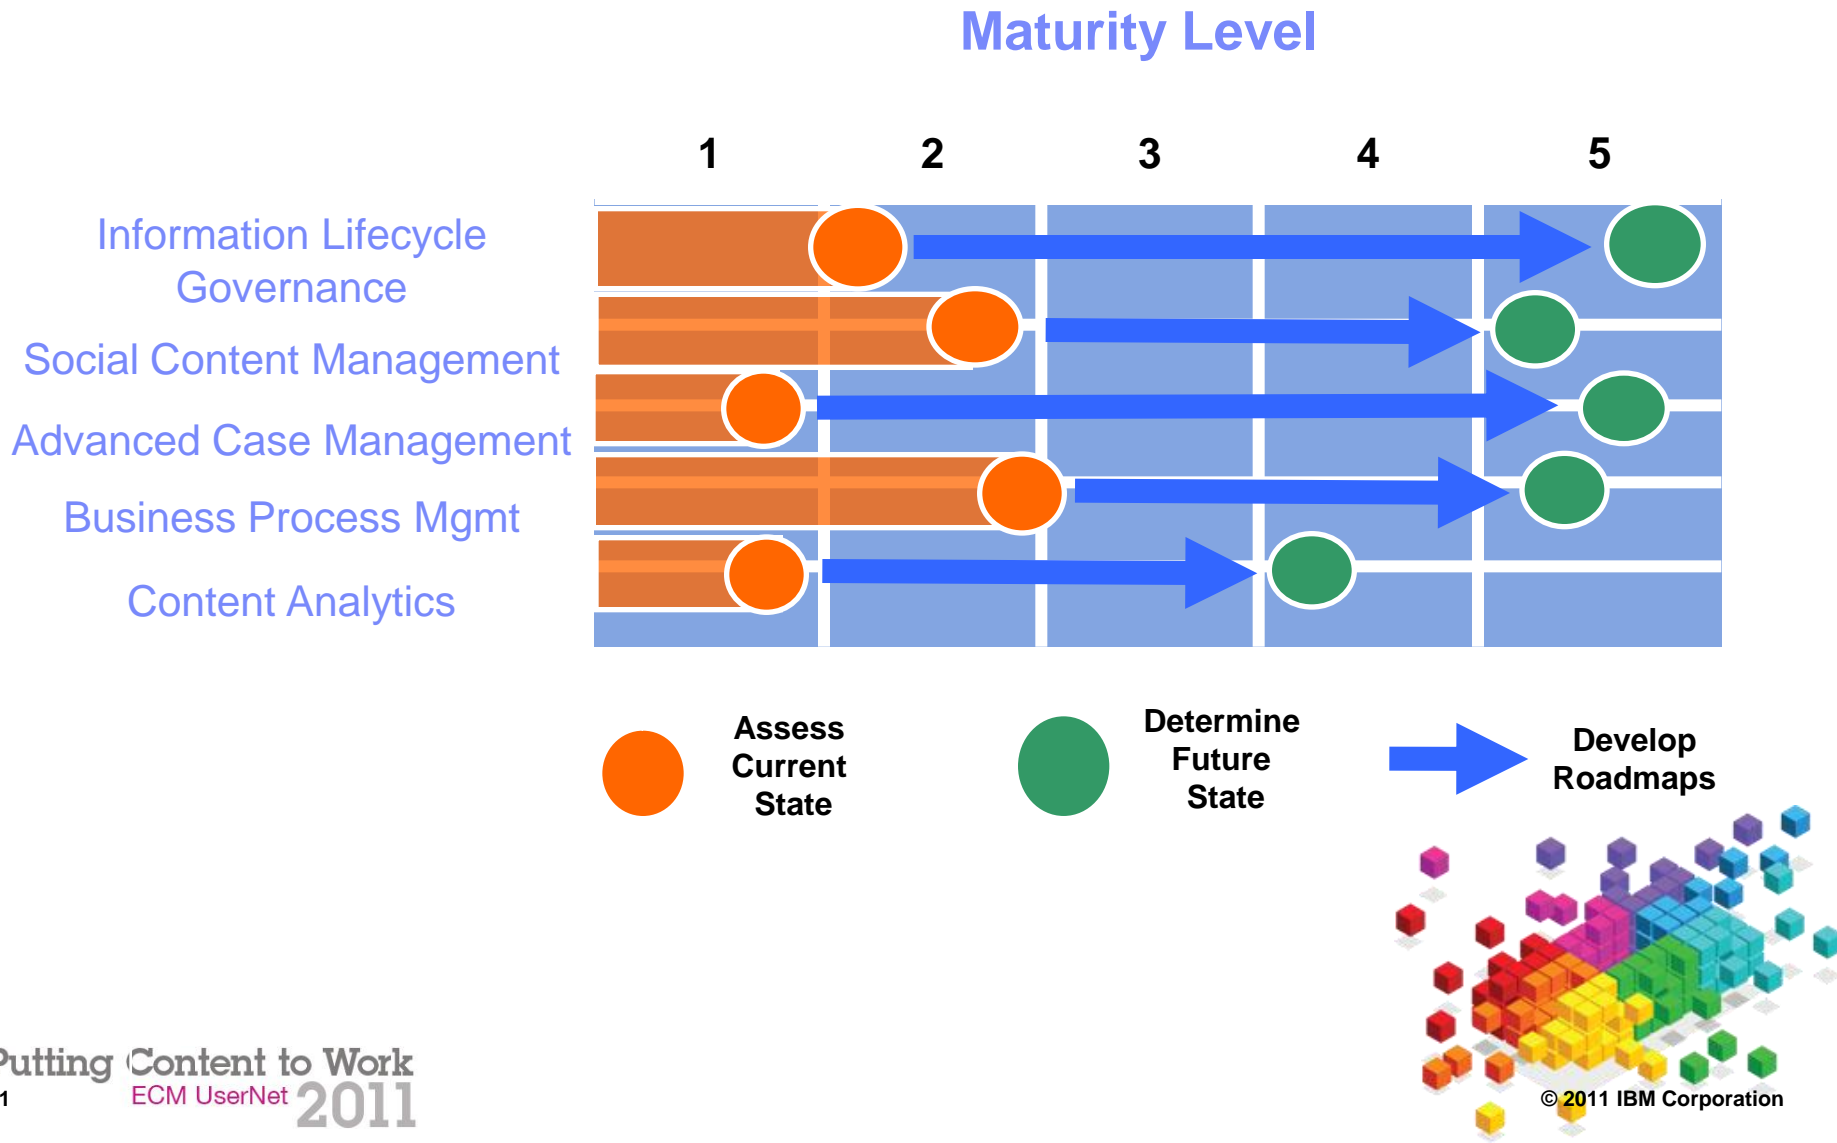 Maturity Level
1 2 3 4 5
Information Lifecycle
Governance
Social Content Management
Advanced Case Management
Business Process Mgmt
Content Analytics
Assess
Current
State
Determine
Future
State
Develop
Roadmaps
Putting Content to Work
ECM UserNet 2011
1
© 2011 IBM Corporation